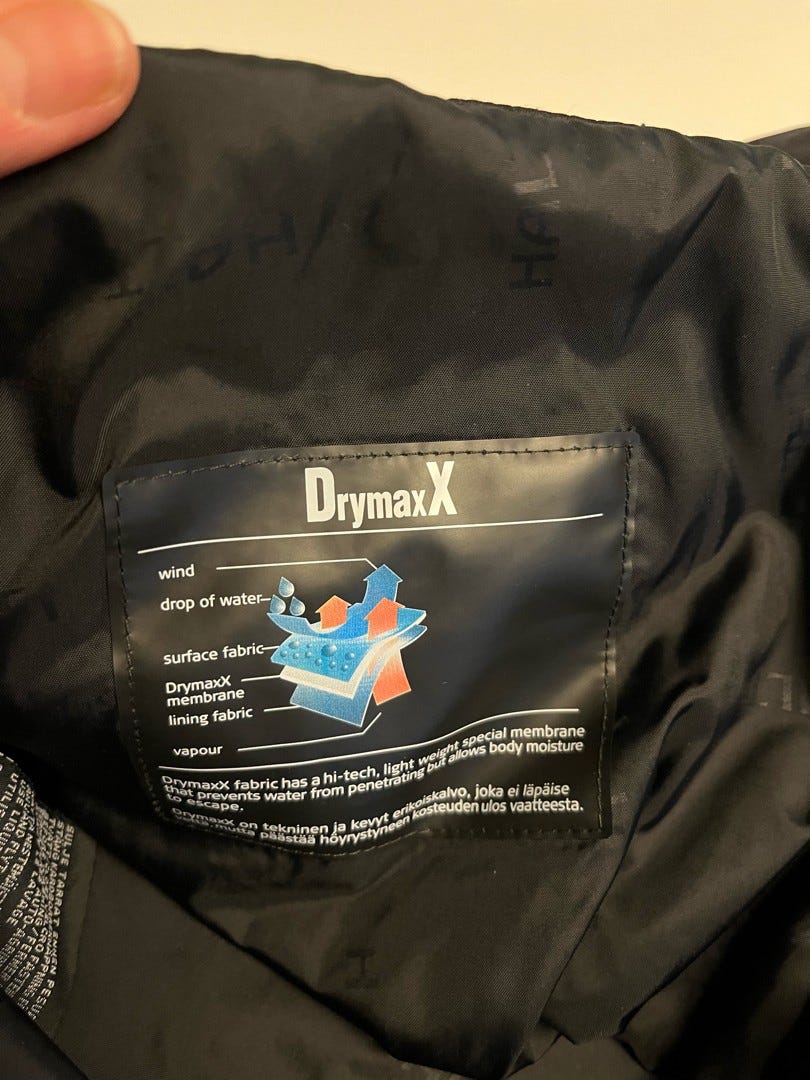 HAL
DrymaxX
wind
drop of water
surface fabric
DrymaxX
membrane
lining fabric
vapour
DrymaxX fabric has a hi-tech, light weight special membrane
that prevents water from penetrating but allows body moisture
to escape.
DrymaxX on tekninen ja kevyt erikoiskalvo, joka ei läpäise
mutta päästää höyrystyneen kosteuden ulos vaatteesta.
H